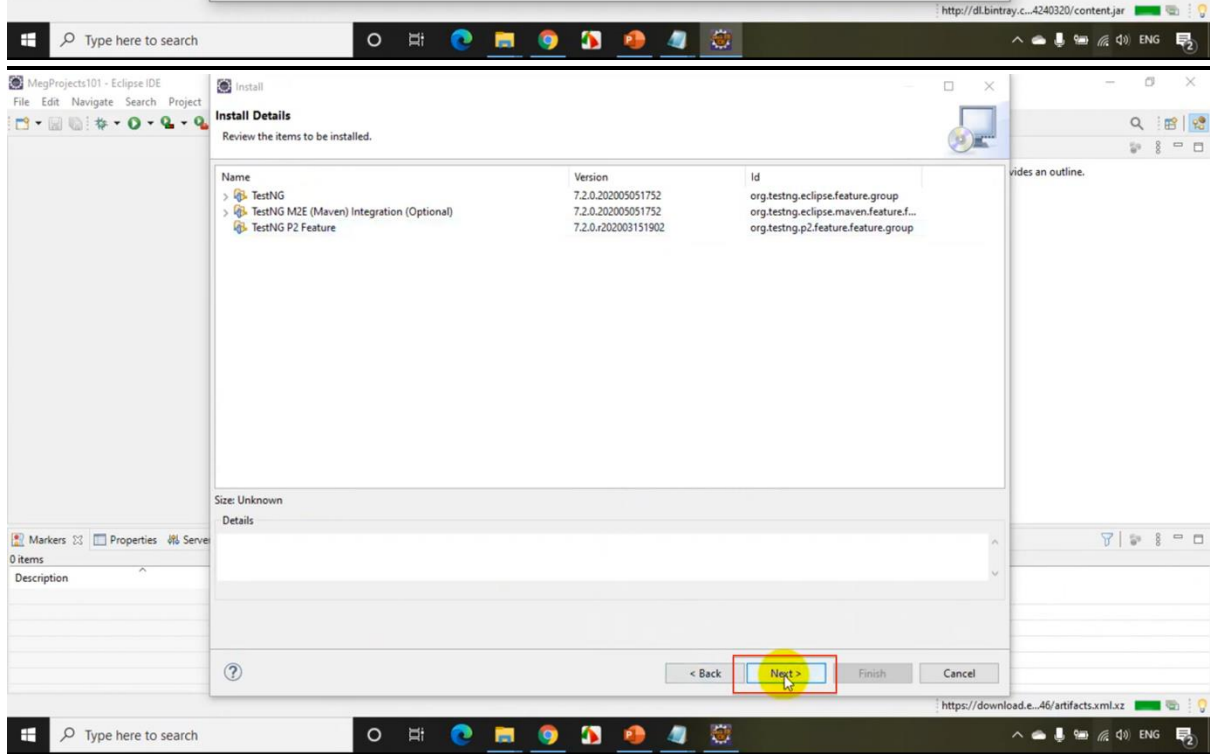 http://dl.bintray.c...4240320/content.jar
Type here to search
ENG
2
MegProjects101 - Eclipse IDE
File Edit Navigate Search Project
Install
Install Details
Review the items to be installed.
Name Version Id
TestNG 7.2.0.202005051752 org.testng.eclipse.feature.group
TestNG M2E (Maven) Integration (Optional) 7.2.0.202005051752 org.testng.eclipse.maven.feature.f...
TestNG P2 Feature 7.2.0.r202003151902 org.testng.p2.feature.feature.group
vides an outline.
Size: Unknown
Details
Markers Properties Serve
0 items
Description
< Back Next > Finish Cancel
https://download.e...46/artifacts.xml.xz
Type here to search
ENG
2